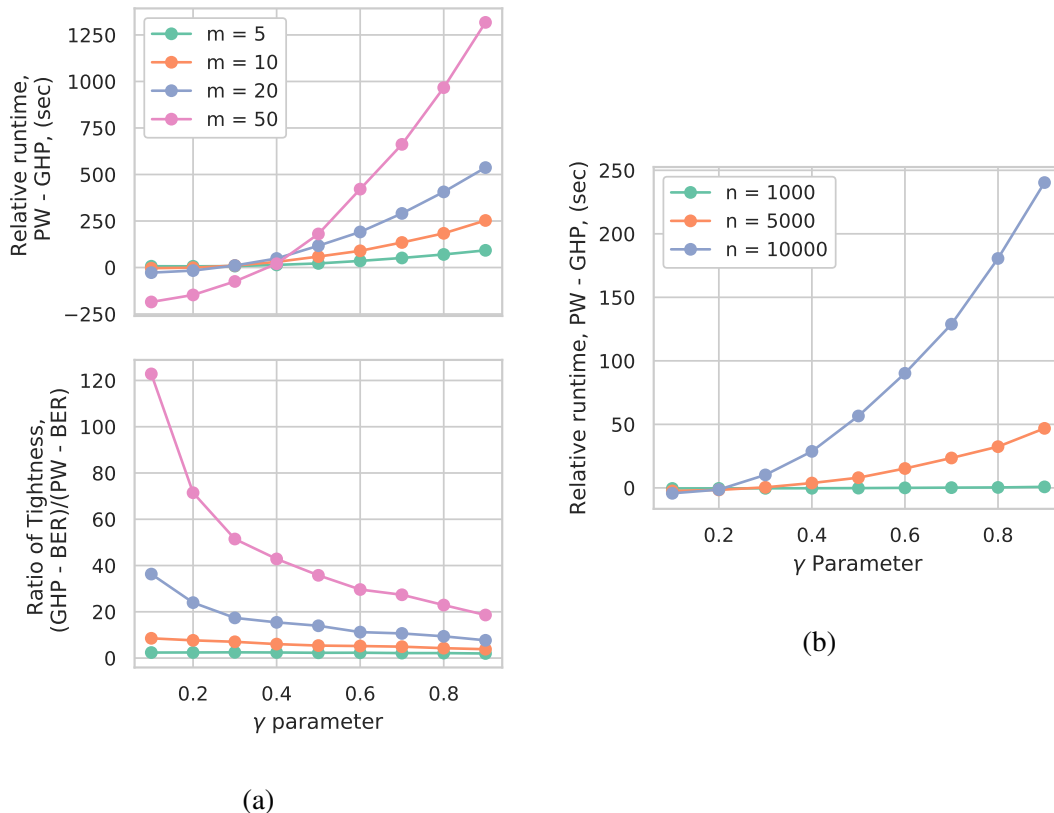 Relative runtime,
PW - GHP, (sec)
1250
1000
750
500
250
0
−250
m = 5
m = 10
m = 20
m = 50
Ratio of Tightness,
(GHP - BER)/(PW - BER)
120
100
80
60
40
20
0
0.2 0.4 0.6 0.8
γ parameter
(a)
Relative runtime, PW - GHP, (sec)
250
200
150
100
50
0
n = 1000
n = 5000
n = 10000
0.2 0.4 0.6 0.8
γ Parameter
(b)